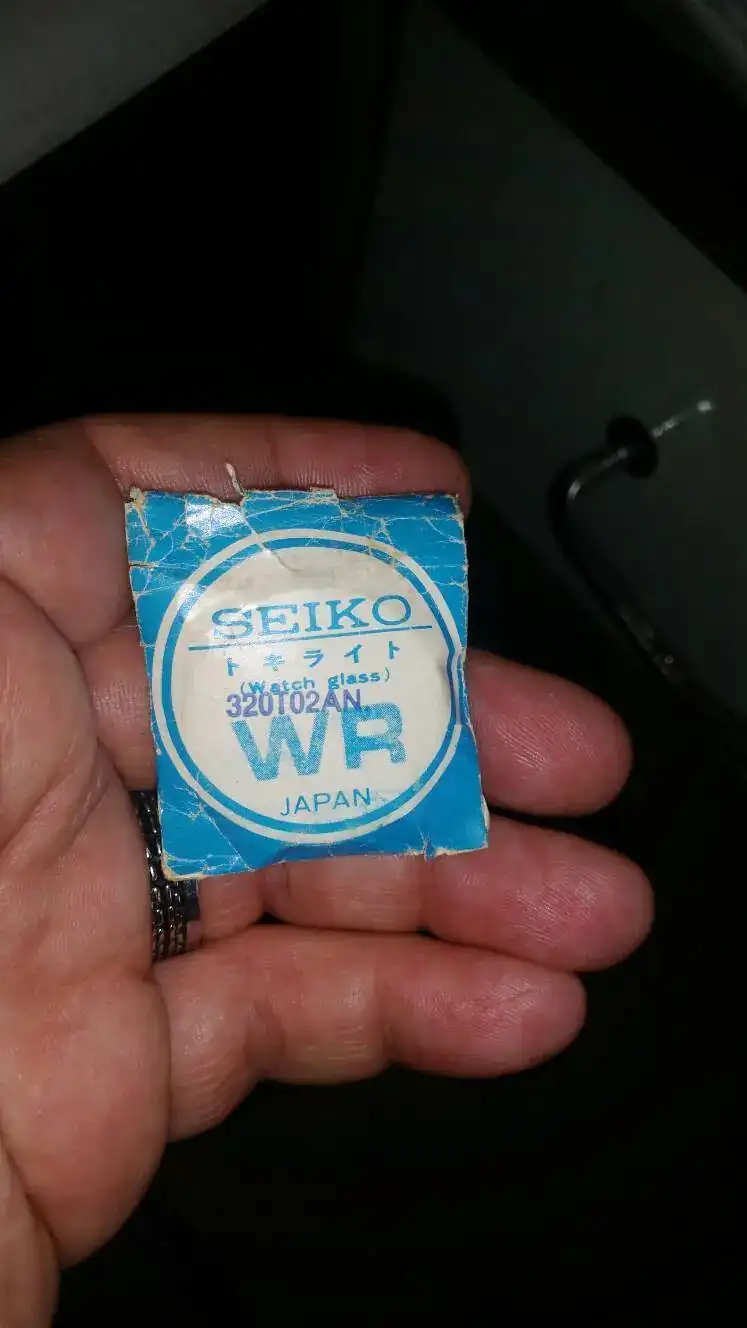 SEIKO
トキライト
(Watch glass)
320T02AN.
WR
JAPAN